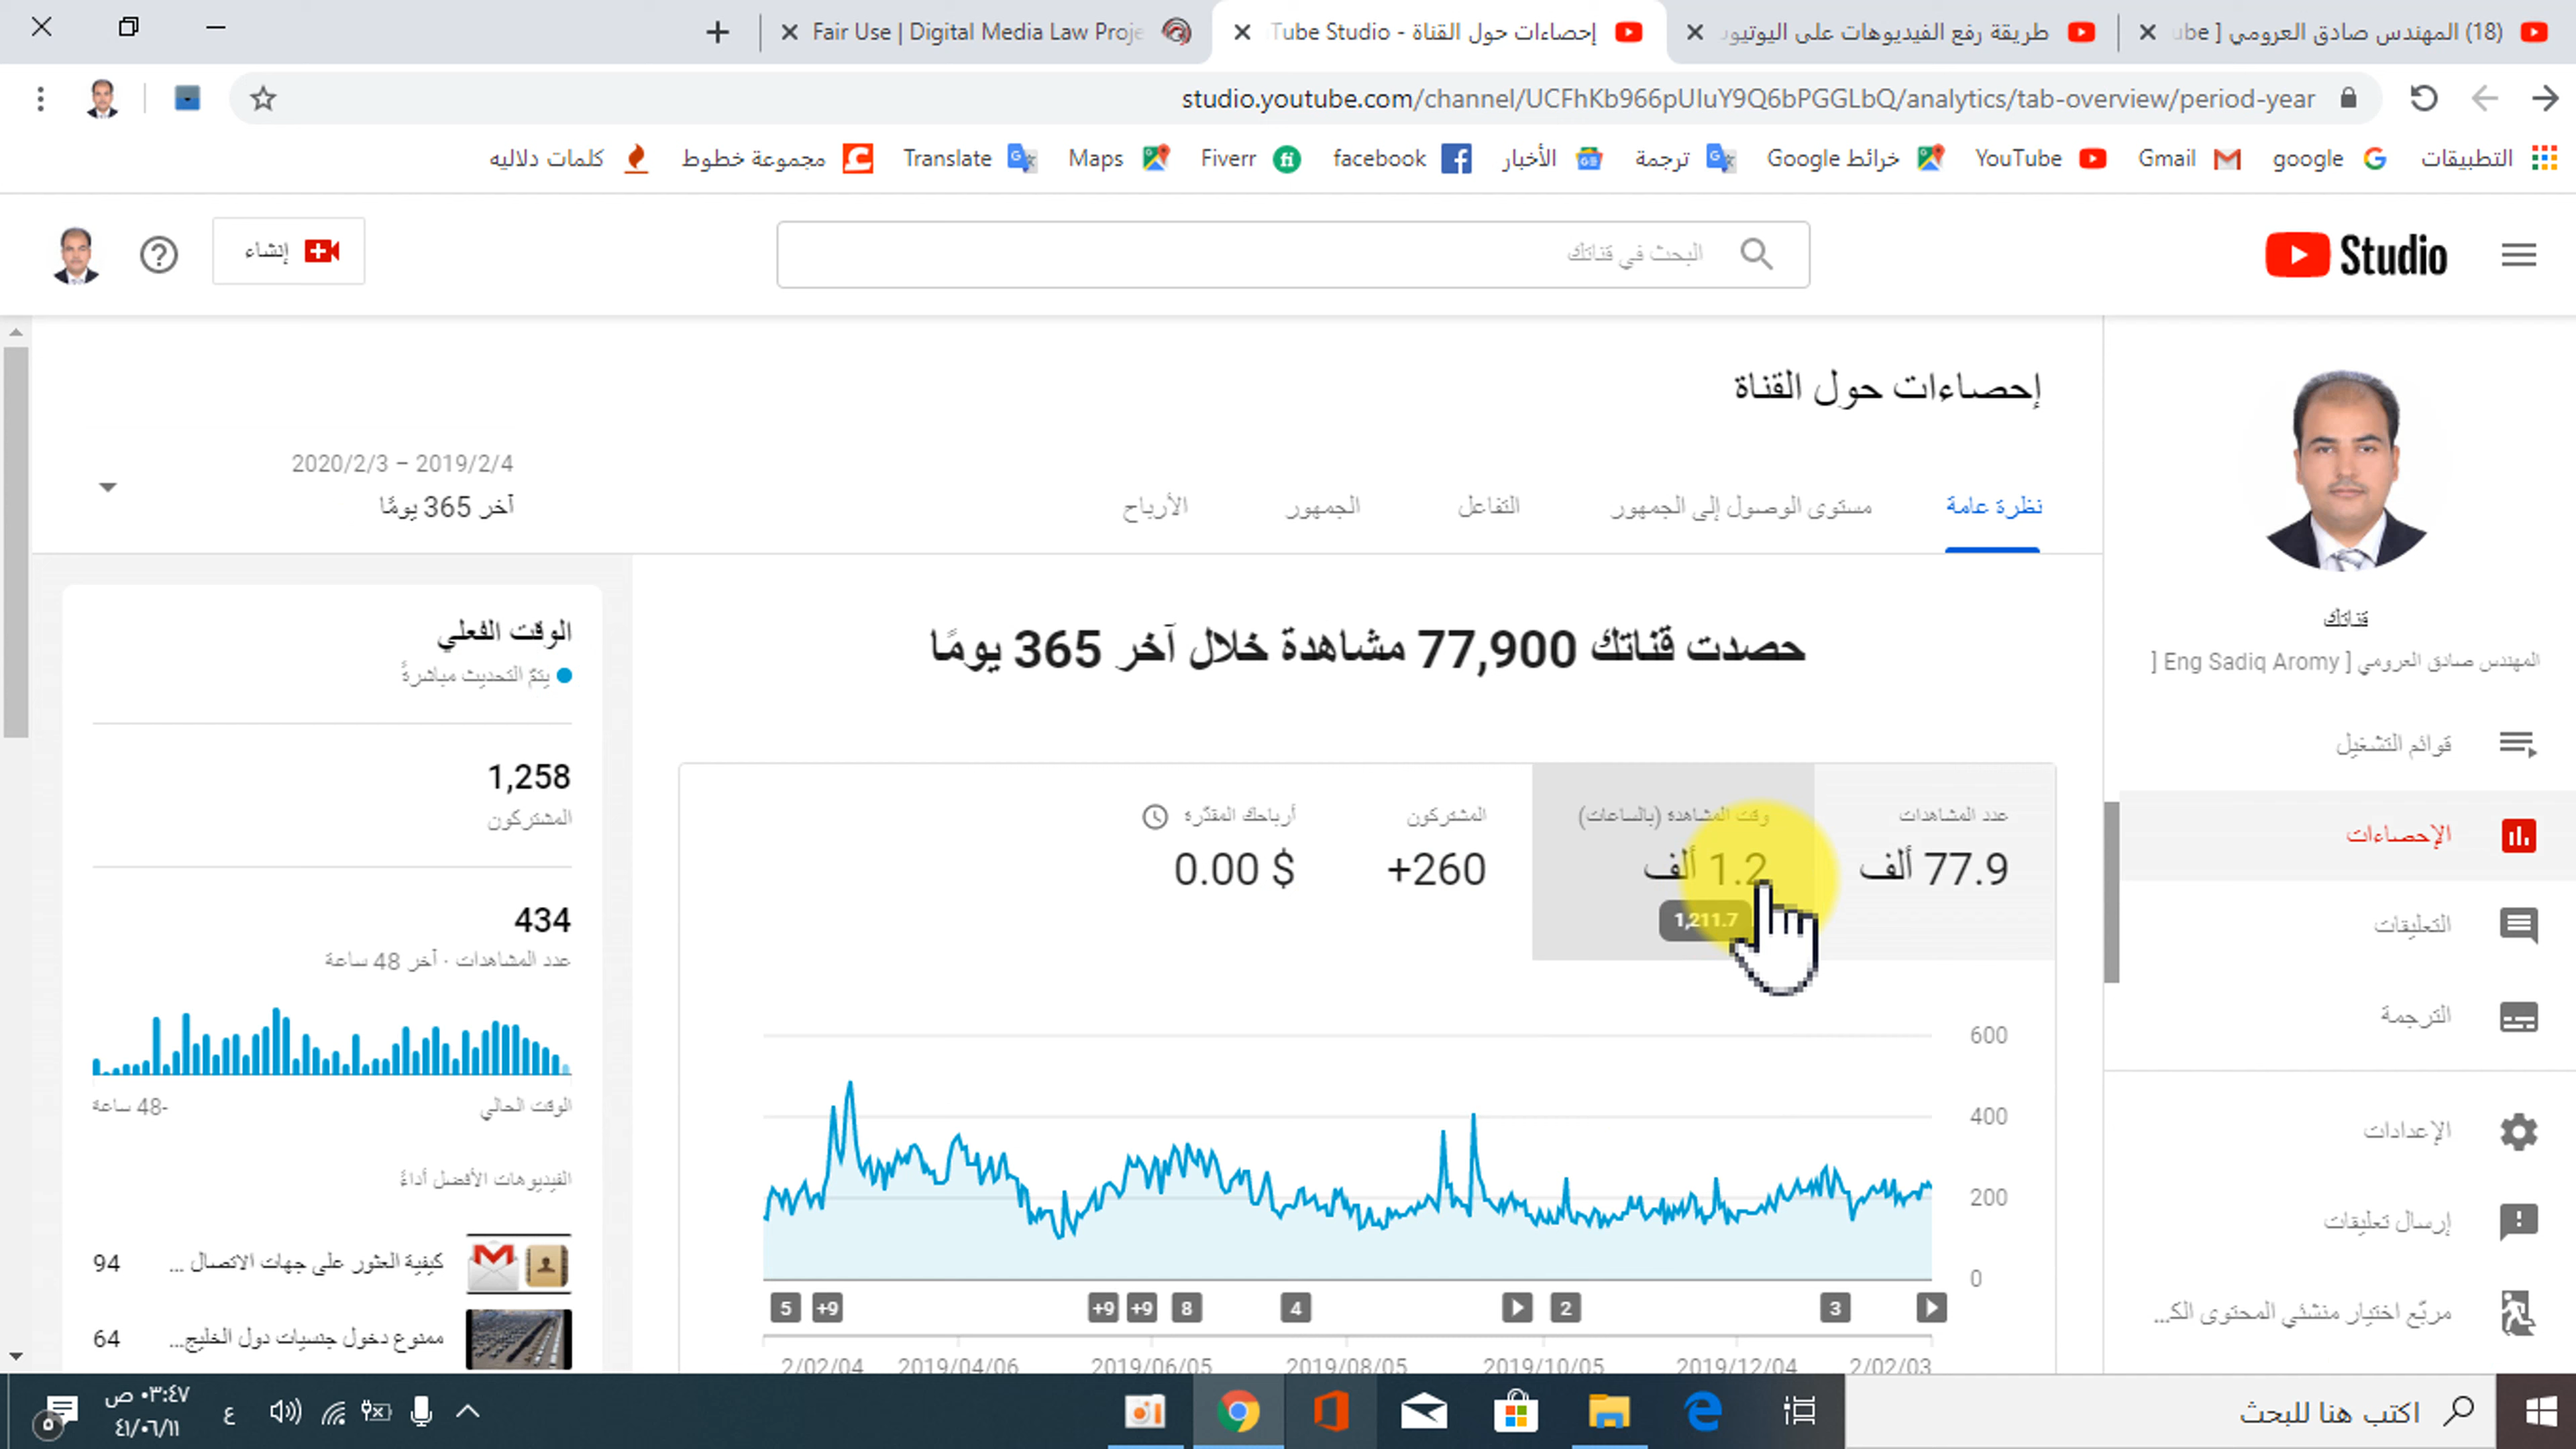 (18) المهندس صادق العرومي [ ube
طريقة رفع الفيديوهات على اليوتيوب
إحصاءات حول القناة - Tube Studio
Fair Use | Digital Media Law Proje
studio.youtube.com/channel/UCFhKb966pUIuY9Q6bPGGLbQ/analytics/tab-overview/period-year
التطبيقات
google
Gmail
YouTube
خرائط Google
ترجمة
الأخبار
facebook
Fiverr
Maps
Translate
مجموعة خطوط
كلمات دلاليه
Studio
البحث في قناتك
إنشاء
قناتك
المهندس صادق العرومي [ Eng Sadiq Aromy ]
قوائم التشغيل
الإحصاءات
التعليقات
الترجمة
الإعدادات
إرسال تعليقات
مربّع اختيار منشئي المحتوى الكـ...
إحصاءات حول القناة
2019/2/4 – 2020/2/3
آخر 365 يومًا
نظرة عامة
مستوى الوصول إلى الجمهور
التفاعل
الجمهور
الأرباح
حصدت قناتك 77,900 مشاهدة خلال آخر 365 يومًا
عدد المشاهدات
77.9 ألف
وقت المشاهدة (بالساعات)
1.2 ألف
1,211.7
المشتركون
+260
أرباحك المقدّرة
0.00 $
600
400
200
0
5 +9 +9 +9 8 4 2 3
2/02/04 2019/04/06 2019/06/05 2019/08/05 2019/10/05 2019/12/04 2/02/03
الوقت الفعلي
يتمّ التحديث مباشرةً
1,258
المشتركون
434
عدد المشاهدات · آخر 48 ساعة
الوقت الحالي
-48 ساعة
الفيديوهات الأفضل أداءً
كيفية العثور على جهات الاتصال ...
94
ممنوع دخول جنسيات دول الخليج...
64
اكتب هنا للبحث
ع
٠٣:٤٧ ص
٤١/٠٦/١١
٥